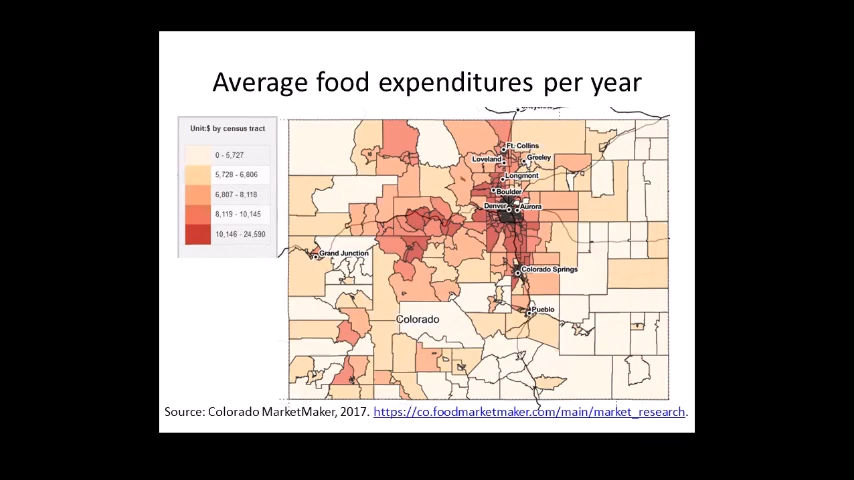 Average food expenditures per year
Unit:$ by census tract
0 - 5,727
5,728 - 6,806
6,807 - 8,118
8,119 - 10,145
10,146 - 24,590
Ft. Collins
Loveland
Greeley
Longmont
Boulder
Denver
Aurora
Grand Junction
Colorado Springs
Pueblo
Colorado
Source: Colorado MarketMaker, 2017. https://co.foodmarketmaker.com/main/market_research.